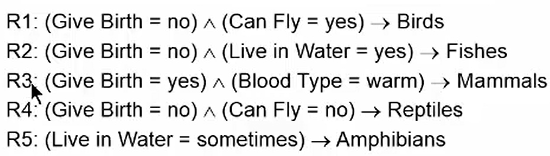 R1: (Give Birth = no) ∧ (Can Fly = yes) → Birds
R2: (Give Birth = no) ∧ (Live in Water = yes) → Fishes
R3: (Give Birth = yes) ∧ (Blood Type = warm) → Mammals
R4: (Give Birth = no) ∧ (Can Fly = no) → Reptiles
R5: (Live in Water = sometimes) → Amphibians